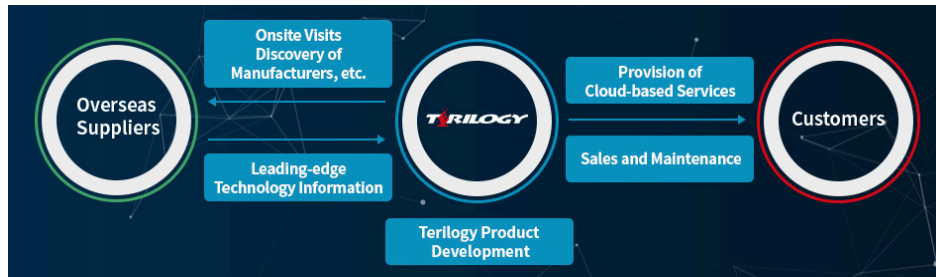 Overseas
Suppliers
Onsite Visits
Discovery of
Manufacturers, etc.
Leading-edge
Technology Information
TERILOGY
Terilogy Product
Development
Provision of
Cloud-based Services
Sales and Maintenance
Customers